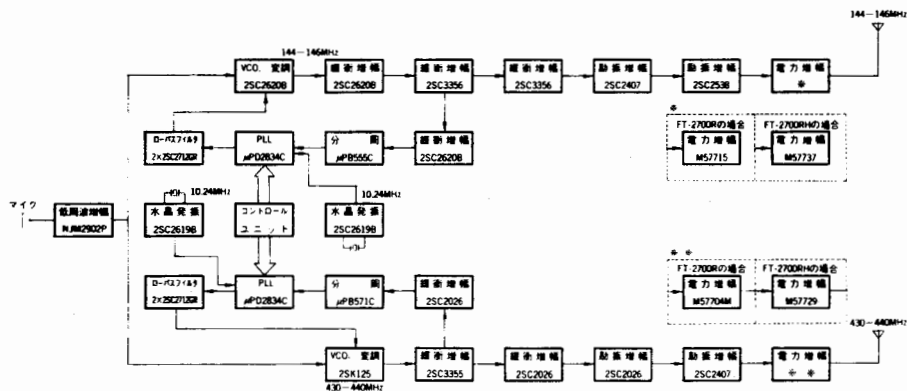 144-146MHz
144-146MHz
VCO. 変調
2SC2620B
緩衝増幅
2SC2620B
緩衝増幅
2SC3356
緩衝増幅
2SC3356
励振増幅
2SC2407
励振増幅
2SC2538
電力増幅
※
※
ローパスフィルタ
2×2SC2712GR
PLL
μPD2834C
分周
μPB555C
緩衝増幅
2SC2620B
FT-2700Rの場合
電力増幅
M57715
FT-2700RHの場合
電力増幅
M57737
10.24MHz
10.24MHz
マイク
低周波増幅
NJM2902P
水晶発振
2SC2619B
コントロール
ユニット
水晶発振
2SC2619B
※ ※
ローパスフィルタ
2×2SC2712GR
PLL
μPD2834C
分周
μPB571C
緩衝増幅
2SC2026
FT-2700Rの場合
電力増幅
M57704M
FT-2700RHの場合
電力増幅
M57729
430-440MHz
VCO. 変調
2SK125
緩衝増幅
2SC3355
緩衝増幅
2SC2026
励振増幅
2SC2026
励振増幅
2SC2407
電力増幅
※ ※
430-440MHz